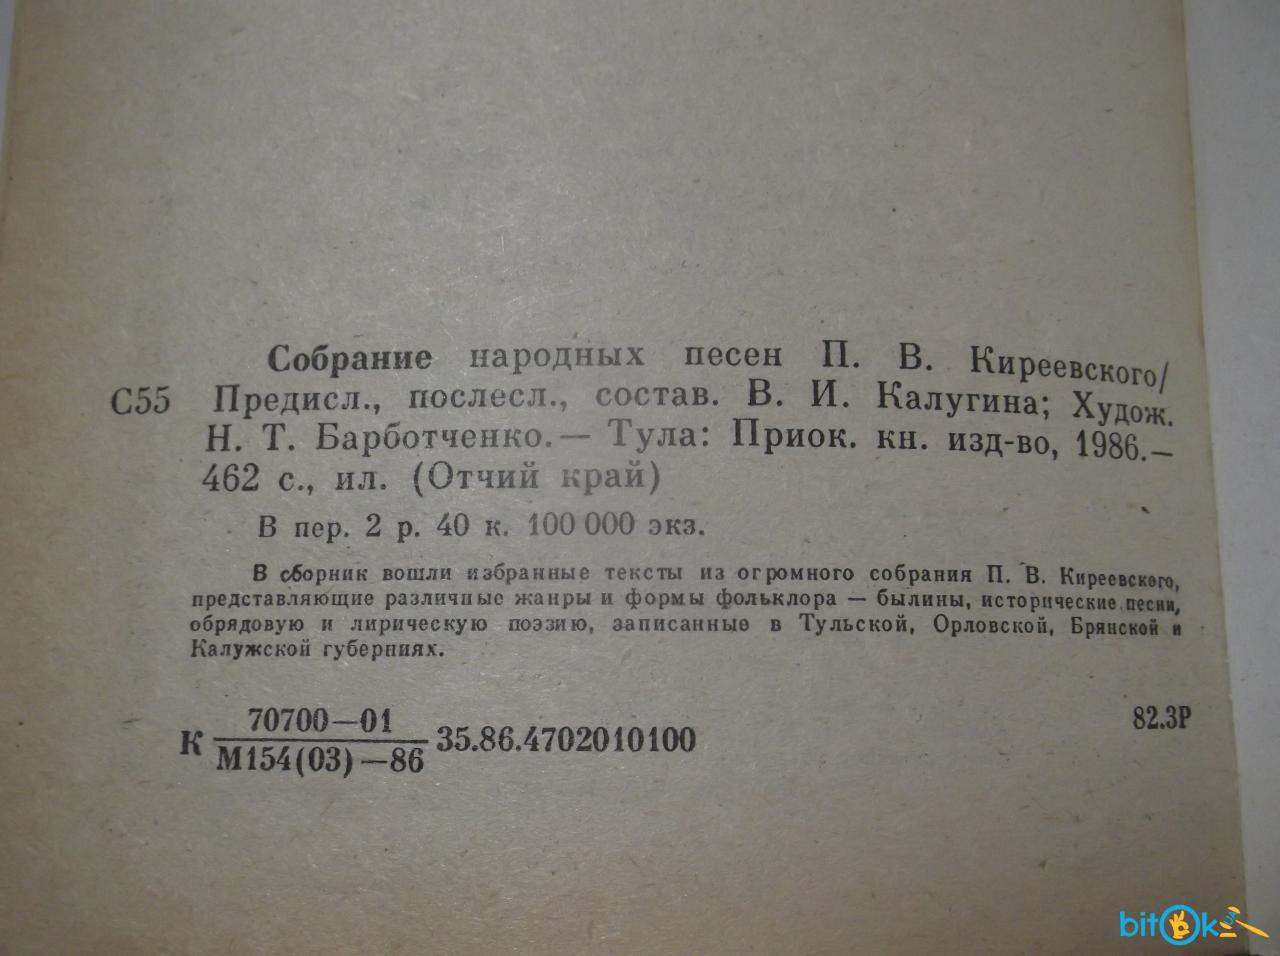 Собрание народных песен П. В. Киреевского/
С55 Предисл., послесл., состав. В. И. Калугина; Худож.
Н. Т. Барботченко.— Тула: Приок. кн. изд-во, 1986.—
462 с., ил. (Отчий край)
В пер. 2 р. 40 к. 100 000 экз.
В сборник вошли избранные тексты из огромного собрания П. В. Киреевского,
представляющие различные жанры и формы фольклора — былины, исторические песни,
обрядовую и лирическую поэзию, записанные в Тульской, Орловской, Брянской и
Калужской губерниях.
70700—01
К 35.86.4702010100 82.3Р
М154(03)—86
bitok